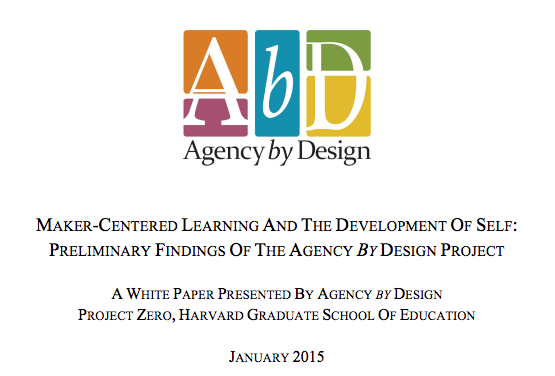 AbD
Agency by Design
MAKER-CENTERED LEARNING AND THE DEVELOPMENT OF SELF:
PRELIMINARY FINDINGS OF THE AGENCY BY DESIGN PROJECT
A WHITE PAPER PRESENTED BY AGENCY BY DESIGN
PROJECT ZERO, HARVARD GRADUATE SCHOOL OF EDUCATION
JANUARY 2015